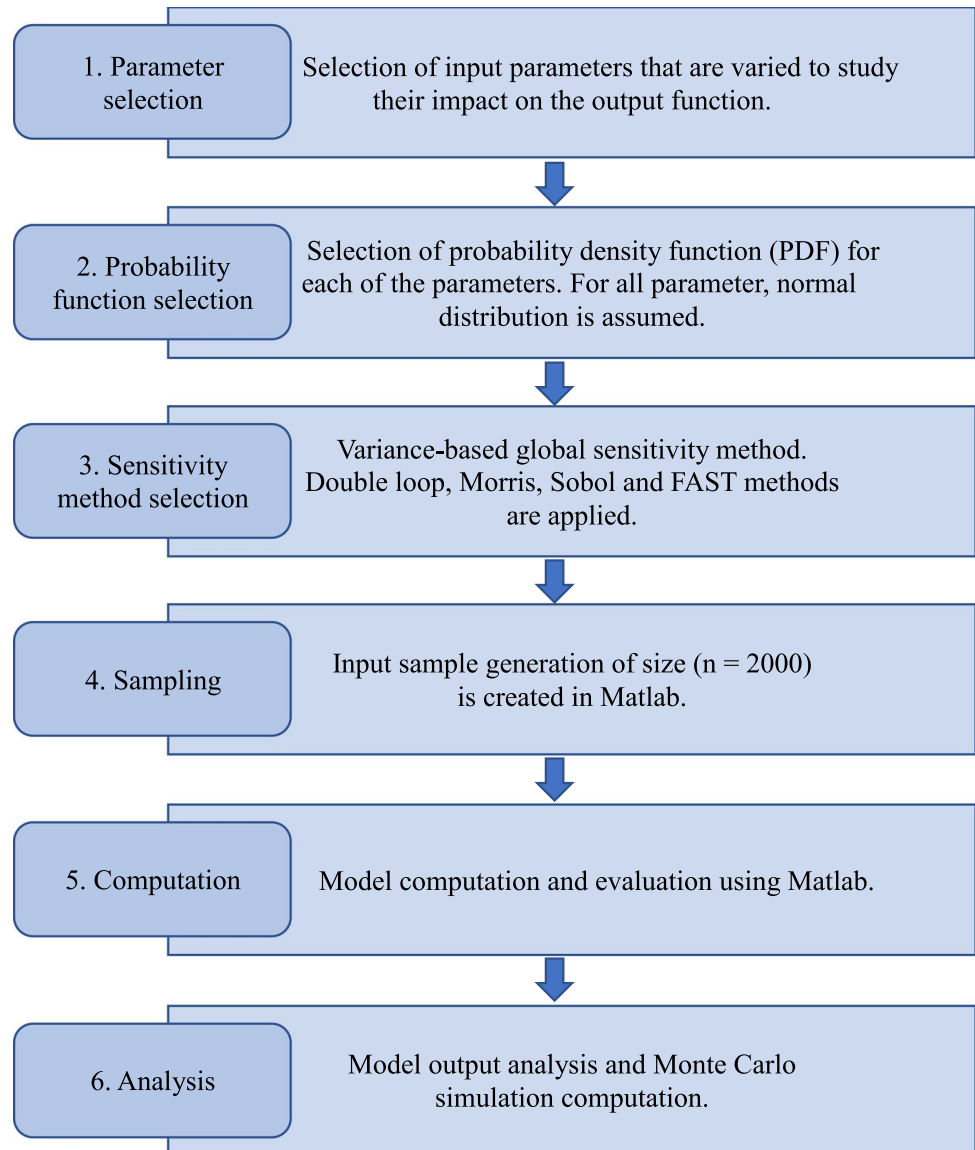 1. Parameter
selection
Selection of input parameters that are varied to study
their impact on the output function.
2. Probability
function selection
Selection of probability density function (PDF) for
each of the parameters. For all parameter, normal
distribution is assumed.
3. Sensitivity
method selection
Variance-based global sensitivity method.
Double loop, Morris, Sobol and FAST methods
are applied.
4. Sampling
Input sample generation of size (n = 2000)
is created in Matlab.
5. Computation
Model computation and evaluation using Matlab.
6. Analysis
Model output analysis and Monte Carlo
simulation computation.